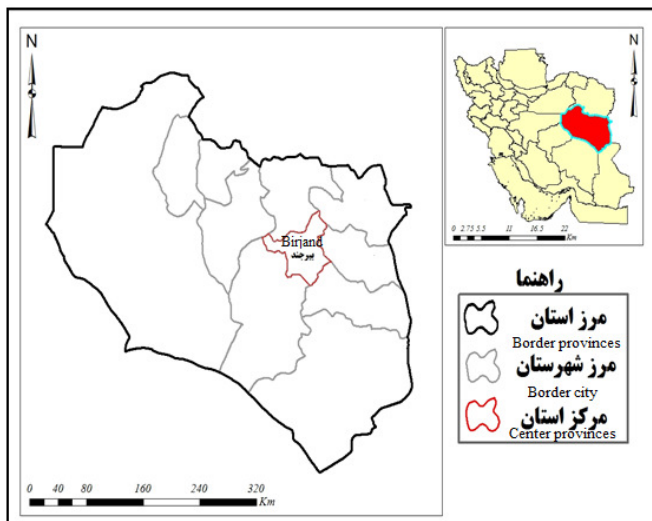 N
Birjand
بیرجند
0 20 40 80 160 240 320
Km
N
0 2.75 5.5 11 16.5 22
Km
راهنما
مرز استان
Border provinces
مرز شهرستان
Border city
مرکز استان
Center provinces